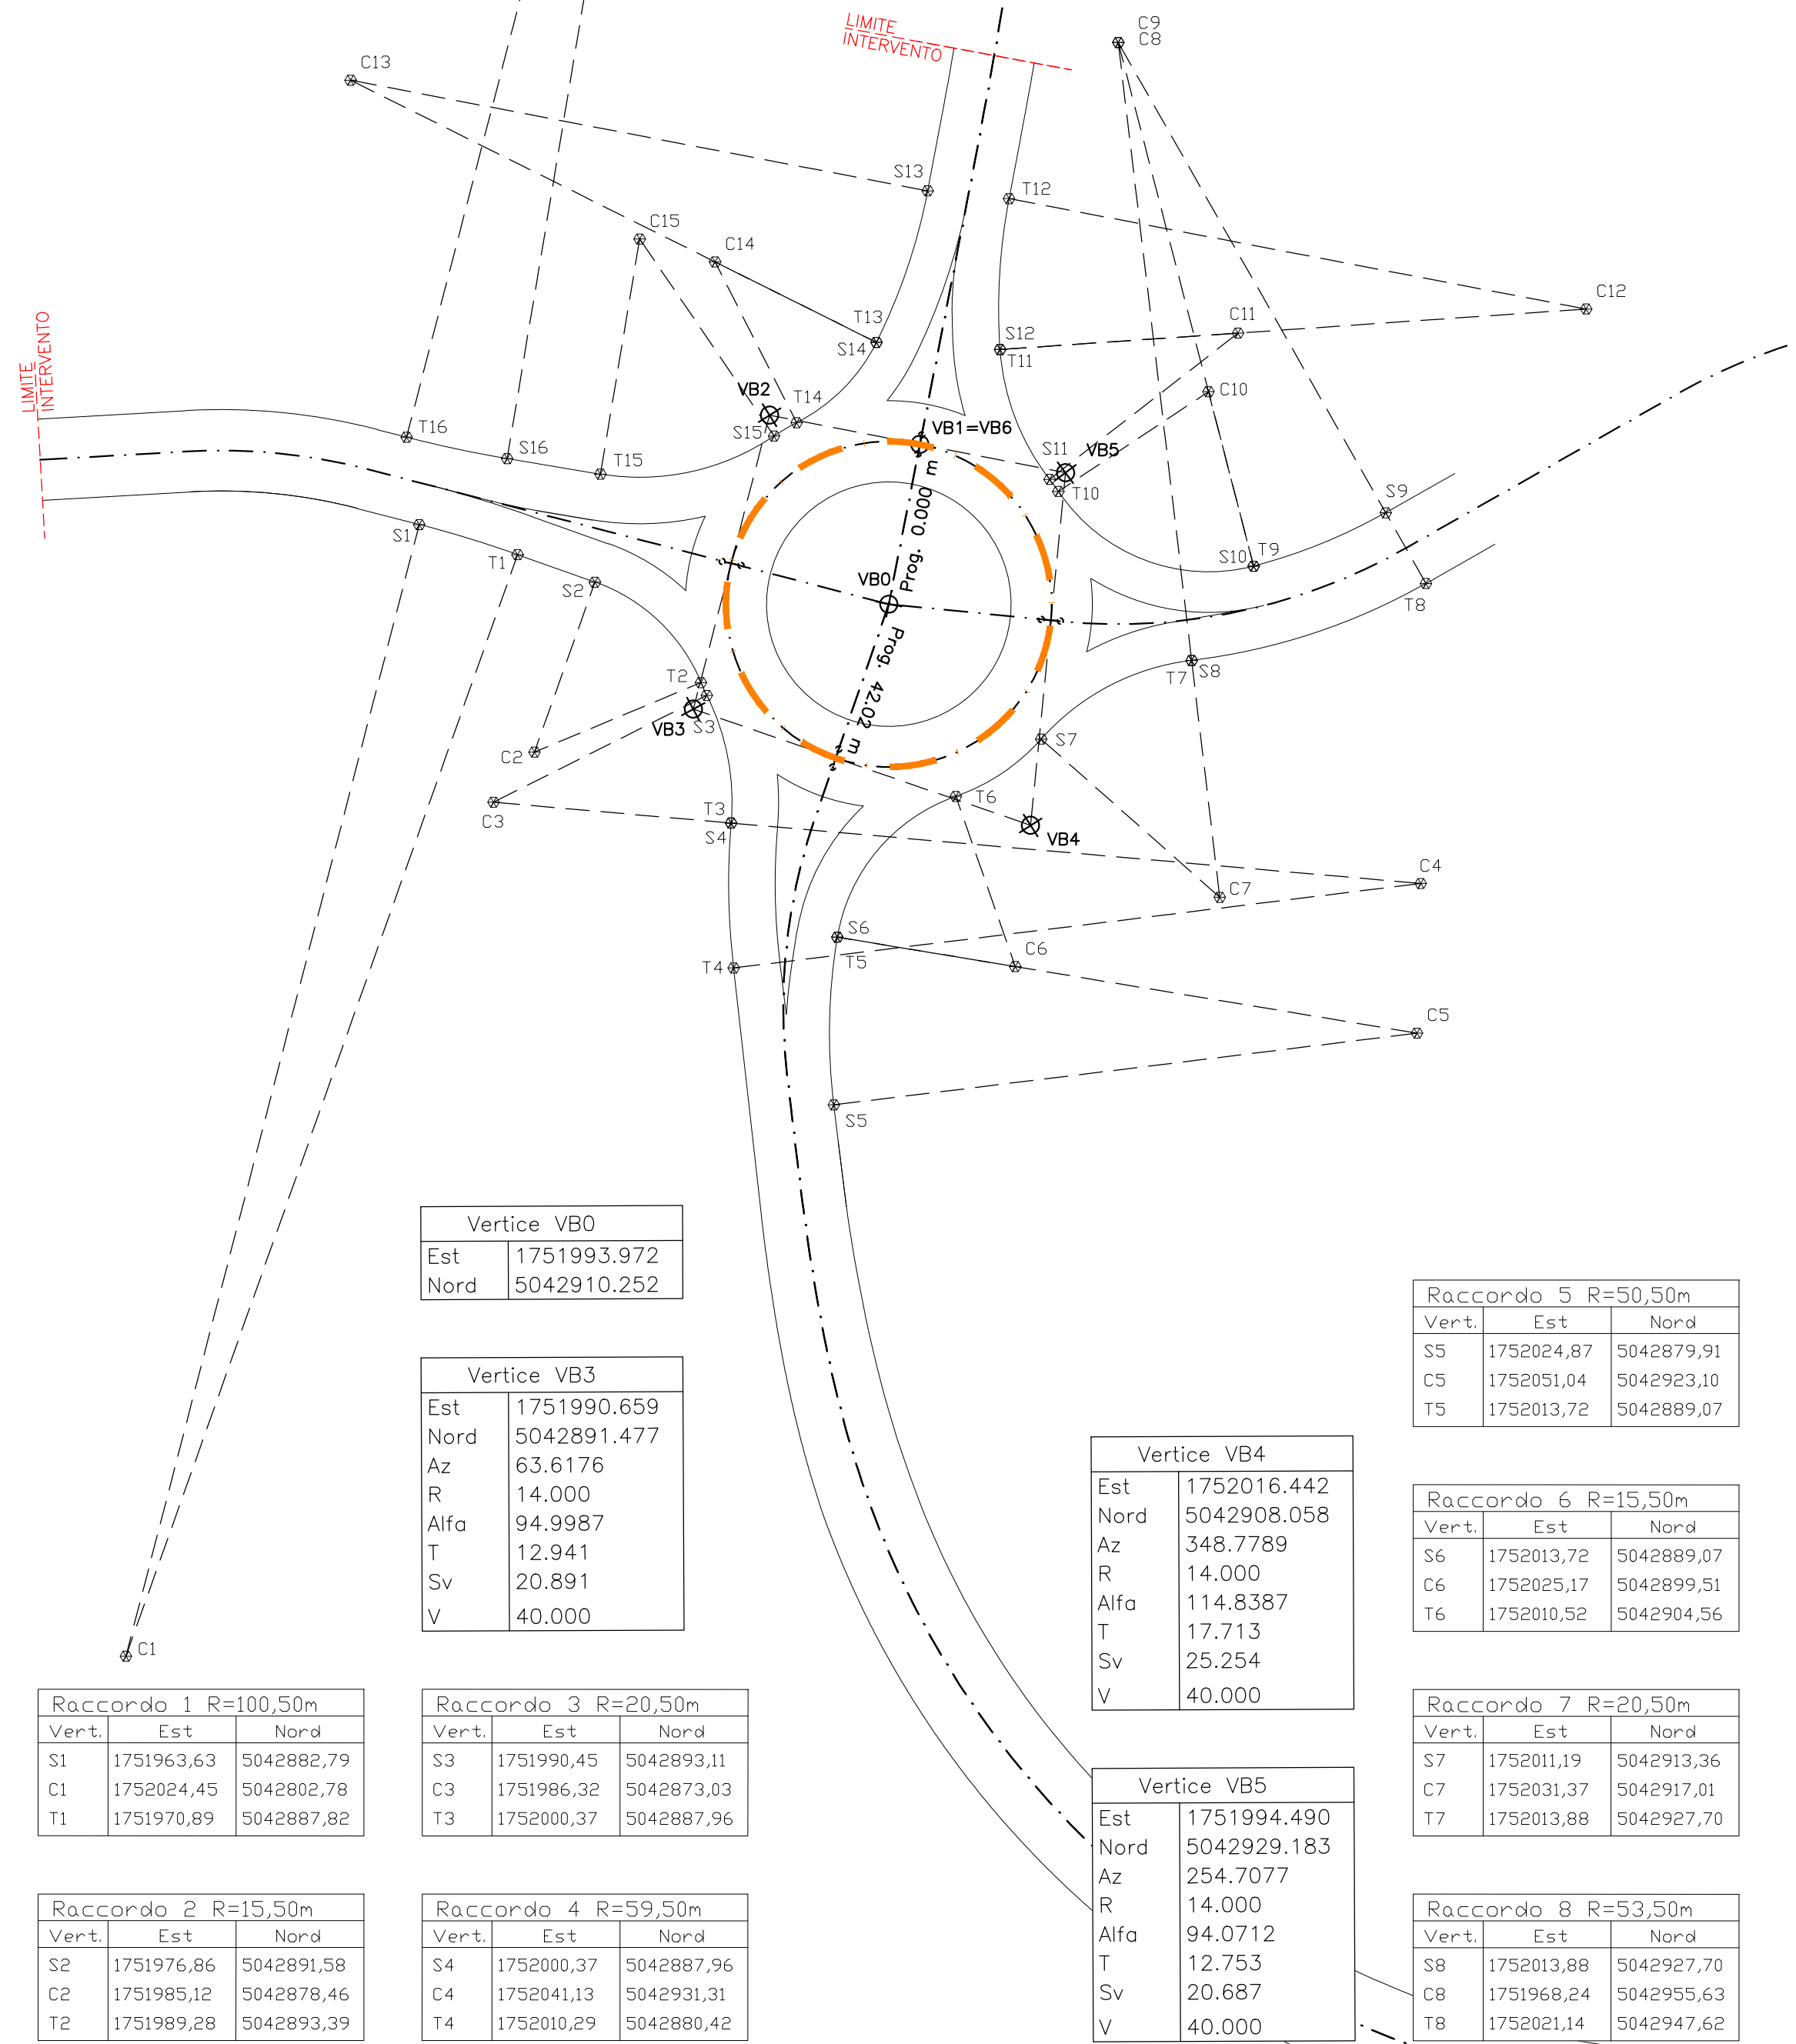 LIMITE
INTERVENTO
C9
C8
C13
S13
T12
C15
C14
C12
C11
T13
S14
S12
T11
LIMITE
INTERVENTO
C10
VB2
T14
T16
S15
VB1=VB6
S16
T15
S11
VB5
T10
S9
S1
T1
S2
VB0
Prog. 0.000 m
S10
T9
T8
Prog. 42.02 m
T2
VB3
S3
T7
S8
C2
S7
C3
T3
S4
T6
VB4
C4
C7
S6
T5
C6
T4
C5
S5
C1
Vertice VB0
Est 1751993.972
Nord 5042910.252
Vertice VB3
Est 1751990.659
Nord 5042891.477
Az 63.6176
R 14.000
Alfa 94.9987
T 12.941
Sv 20.891
V 40.000
Raccordo 1 R=100,50m
Vert. Est Nord
S1 1751963,63 5042882,79
C1 1752024,45 5042802,78
T1 1751970,89 5042887,82
Raccordo 2 R=15,50m
Vert. Est Nord
S2 1751976,86 5042891,58
C2 1751985,12 5042878,46
T2 1751989,28 5042893,39
Raccordo 3 R=20,50m
Vert. Est Nord
S3 1751990,45 5042893,11
C3 1751986,32 5042873,03
T3 1752000,37 5042887,96
Raccordo 4 R=59,50m
Vert. Est Nord
S4 1752000,37 5042887,96
C4 1752041,13 5042931,31
T4 1752010,29 5042880,42
Vertice VB4
Est 1752016.442
Nord 5042908.058
Az 348.7789
R 14.000
Alfa 114.8387
T 17.713
Sv 25.254
V 40.000
Vertice VB5
Est 1751994.490
Nord 5042929.183
Az 254.7077
R 14.000
Alfa 94.0712
T 12.753
Sv 20.687
V 40.000
Raccordo 5 R=50,50m
Vert. Est Nord
S5 1752024,87 5042879,91
C5 1752051,04 5042923,10
T5 1752013,72 5042889,07
Raccordo 6 R=15,50m
Vert. Est Nord
S6 1752013,72 5042889,07
C6 1752025,17 5042899,51
T6 1752010,52 5042904,56
Raccordo 7 R=20,50m
Vert. Est Nord
S7 1752011,19 5042913,36
C7 1752031,37 5042917,01
T7 1752013,88 5042927,70
Raccordo 8 R=53,50m
Vert. Est Nord
S8 1752013,88 5042927,70
C8 1751968,24 5042955,63
T8 1752021,14 5042947,62